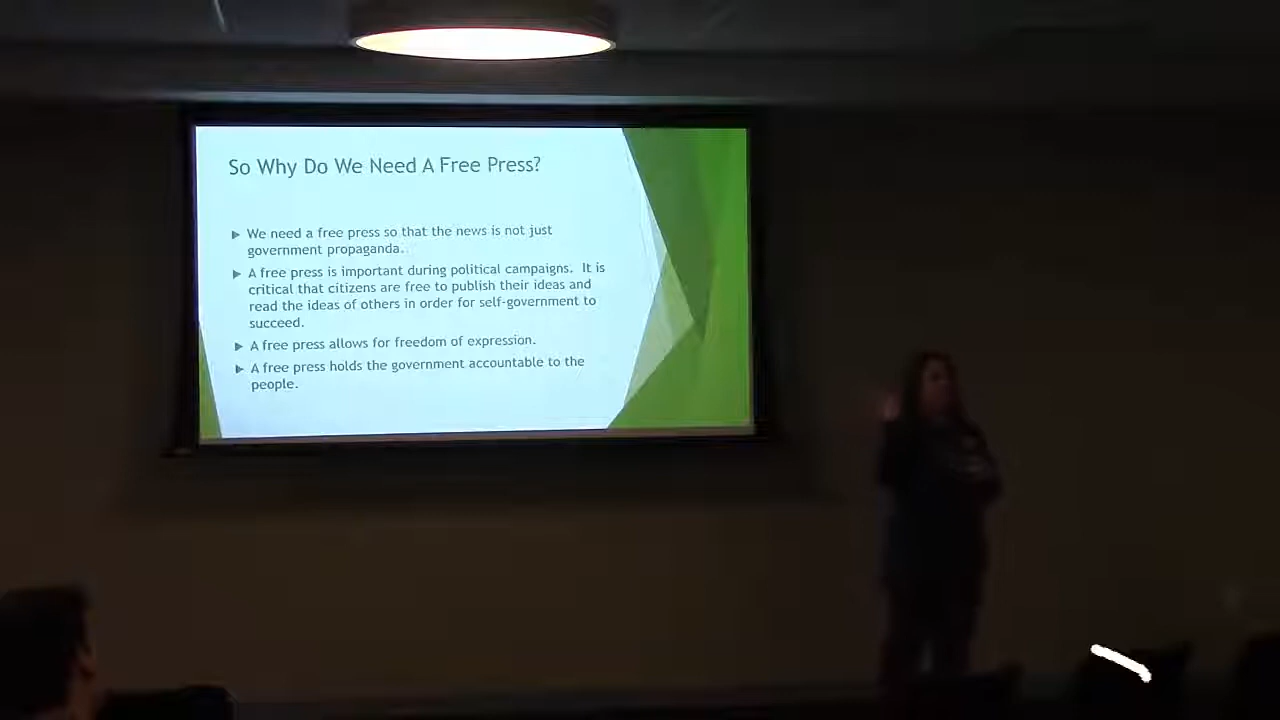 So Why Do We Need A Free Press?
We need a free press so that the news is not just
government propaganda.
A free press is important during political campaigns. It is
critical that citizens are free to publish their ideas and
read the ideas of others in order for self-government to
succeed.
A free press allows for freedom of expression.
A free press holds the government accountable to the
people.